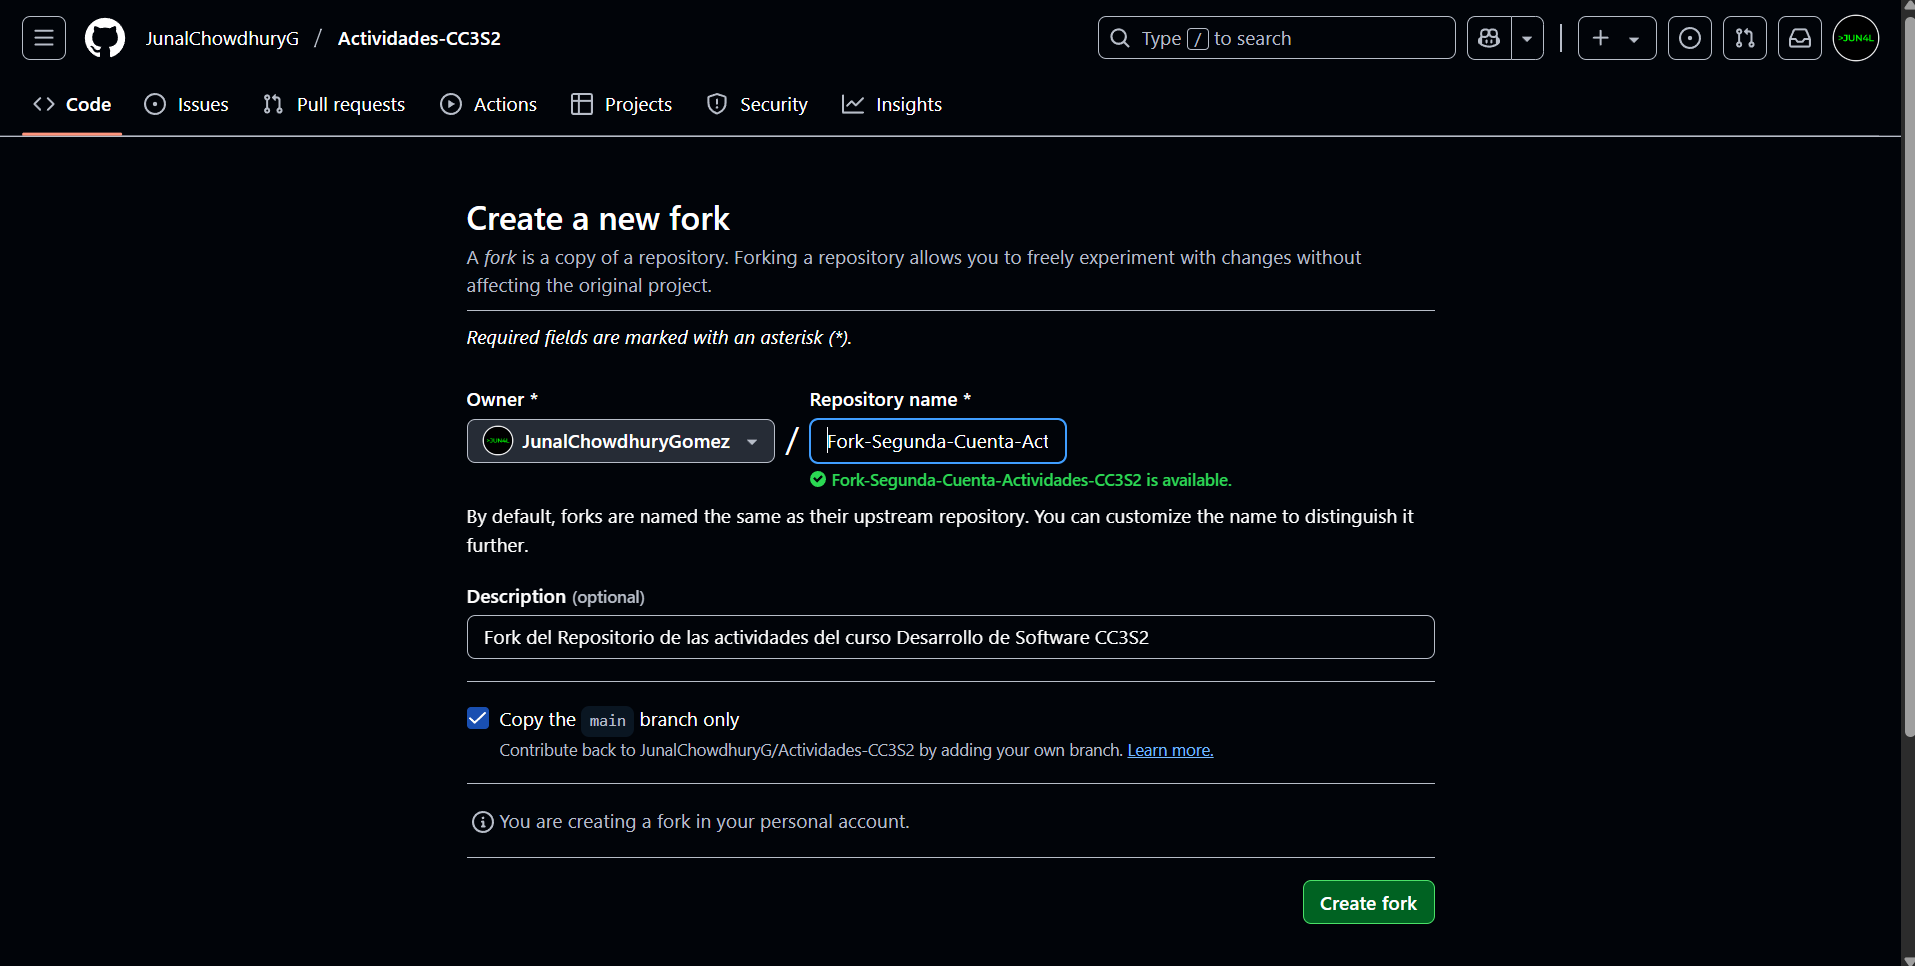 JunalChowdhuryG / Actividades-CC3S2
Type / to search
>JUN4L
Code Issues Pull requests Actions Projects Security Insights
Create a new fork
A fork is a copy of a repository. Forking a repository allows you to freely experiment with changes without
affecting the original project.
Required fields are marked with an asterisk (*).
Owner * Repository name *
>JUN4L JunalChowdhuryGomez / Fork-Segunda-Cuenta-Act
Fork-Segunda-Cuenta-Actividades-CC3S2 is available.
By default, forks are named the same as their upstream repository. You can customize the name to distinguish it
further.
Description (optional)
Fork del Repositorio de las actividades del curso Desarrollo de Software CC3S2
Copy the main branch only
Contribute back to JunalChowdhuryG/Actividades-CC3S2 by adding your own branch. Learn more.
You are creating a fork in your personal account.
Create fork